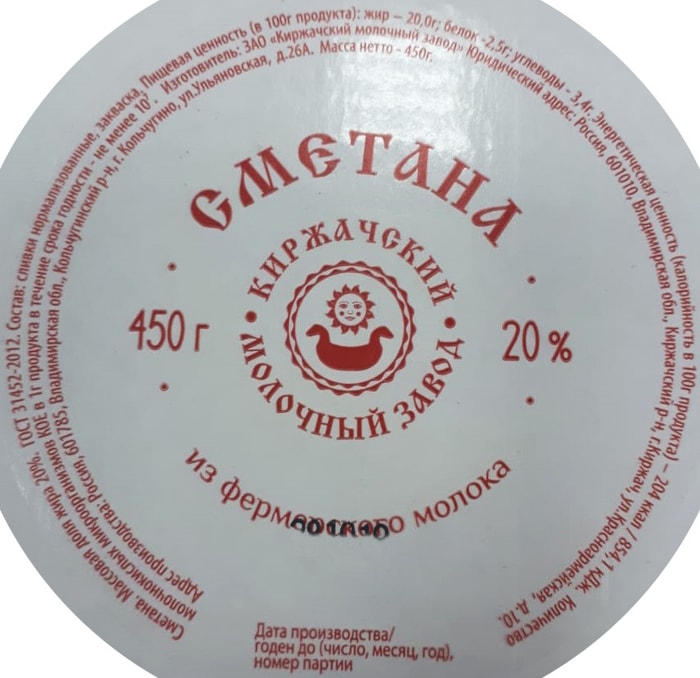 Сметана. Массовая доля жира 20%. ГОСТ 31452-2012. Состав: сливки нормализованные, закваска. Пищевая ценность (в 100г продукта): жир – 20,0г; белок -2,5г; углеводы - 3,4г. Энергетическая ценность (калорийность в 100г продукта) – 204 ккал / 854,1 кДж. Количество
молочнокислых микроорганизмов КОЕ в 1г продукта в течение срока годности - не менее 10⁷. Изготовитель: ЗАО «Киржачский молочный завод» Юридический адрес: Россия, 601010, Владимирская обл., Киржачский р-н, г.Киржач, ул.Красноармейская, д.10.
Адрес производства: Россия, 601785, Владимирская обл., Кольчугинский р-н, г. Кольчугино, ул.Ульяновская, д.26А. Масса нетто - 450г.
СМЕТАНА
КИРЖАЧСКИЙ
МОЛОЧНЫЙ ЗАВОД
450 г
20 %
из фермерского молока
Дата производства/
годен до (число, месяц, год),
номер партии